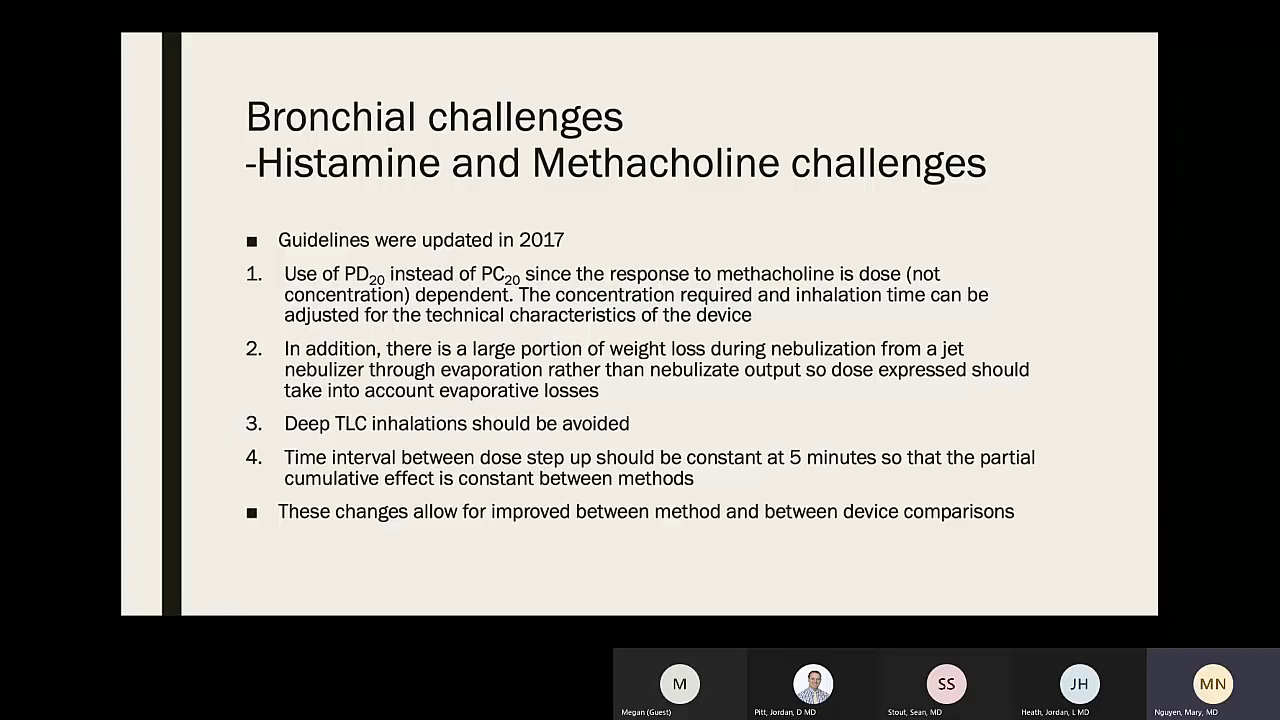 Bronchial challenges
-Histamine and Methacholine challenges
■ Guidelines were updated in 2017
1. Use of PD20 instead of PC20 since the response to methacholine is dose (not
concentration) dependent. The concentration required and inhalation time can be
adjusted for the technical characteristics of the device
2. In addition, there is a large portion of weight loss during nebulization from a jet
nebulizer through evaporation rather than nebulizate output so dose expressed should
take into account evaporative losses
3. Deep TLC inhalations should be avoided
4. Time interval between dose step up should be constant at 5 minutes so that the partial
cumulative effect is constant between methods
■ These changes allow for improved between method and between device comparisons
M
SS
JH
MN
Megan (Guest)
Pitt, Jordan, D MD
Stout, Sean, MD
Heath, Jordan, L MD
Nguyen, Mary, MD